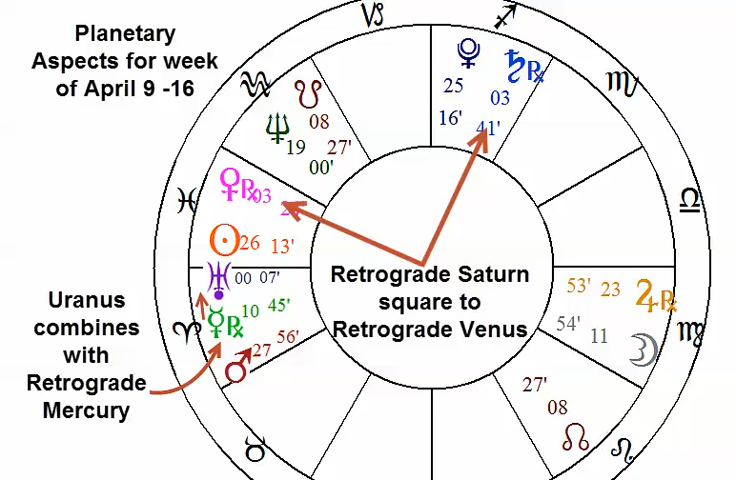 Planetary
Aspects for week
of April 9 -16
♑
♐
♒
♏
♓
♎
♈
♍
♉
♌
♇
25
16'
♄℞
03
41'
☋
08
27'
♆
19
00'
♀℞
03
☉
26
13'
♅
00 07'
☿℞
10 45'
♂
27
56'
53' 23 ♃℞
54' 11 ☽
27'
08
☊
Retrograde Saturn
square to
Retrograde Venus
Uranus
combines
with
Retrograde
Mercury